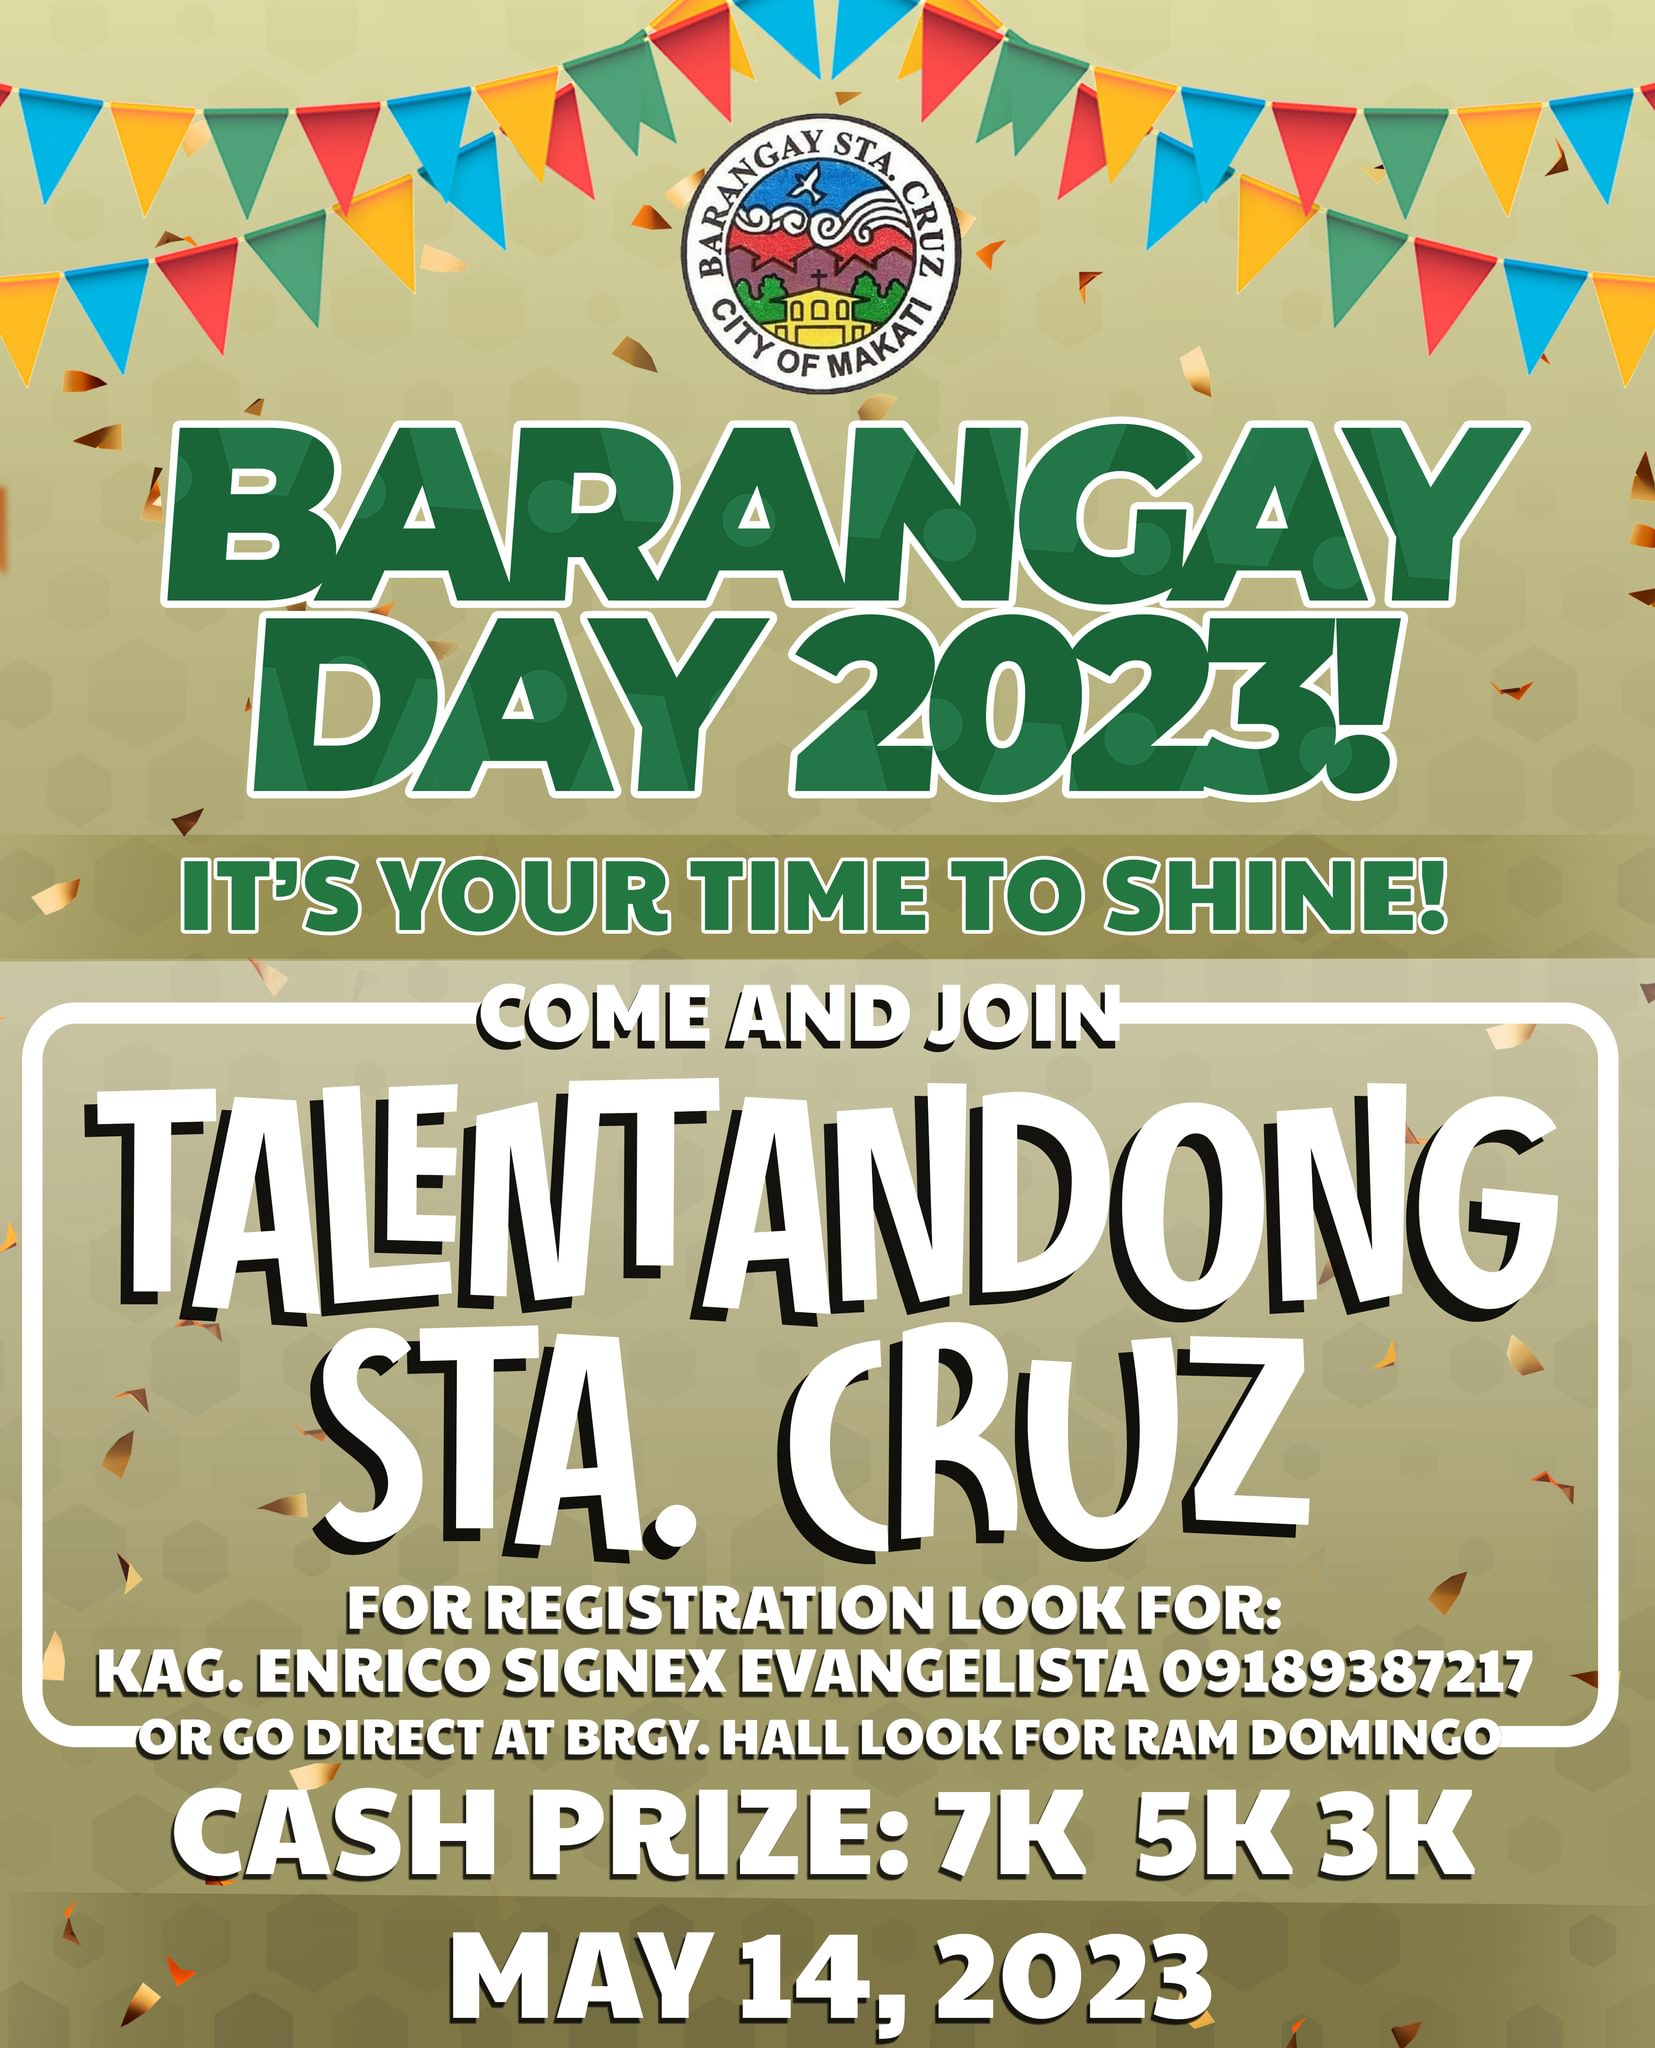 BARANGAY STA. CRUZ
CITY OF MAKATI
BARANGAY
DAY 2023!
IT'S YOUR TIME TO SHINE!
COME AND JOIN
TALENTANDONG
STA. CRUZ
FOR REGISTRATION LOOK FOR:
KAG. ENRICO SIGNEX EVANGELISTA 09189387217
OR GO DIRECT AT BRGY. HALL LOOK FOR RAM DOMINGO
CASH PRIZE: 7K 5K 3K
MAY 14, 2023